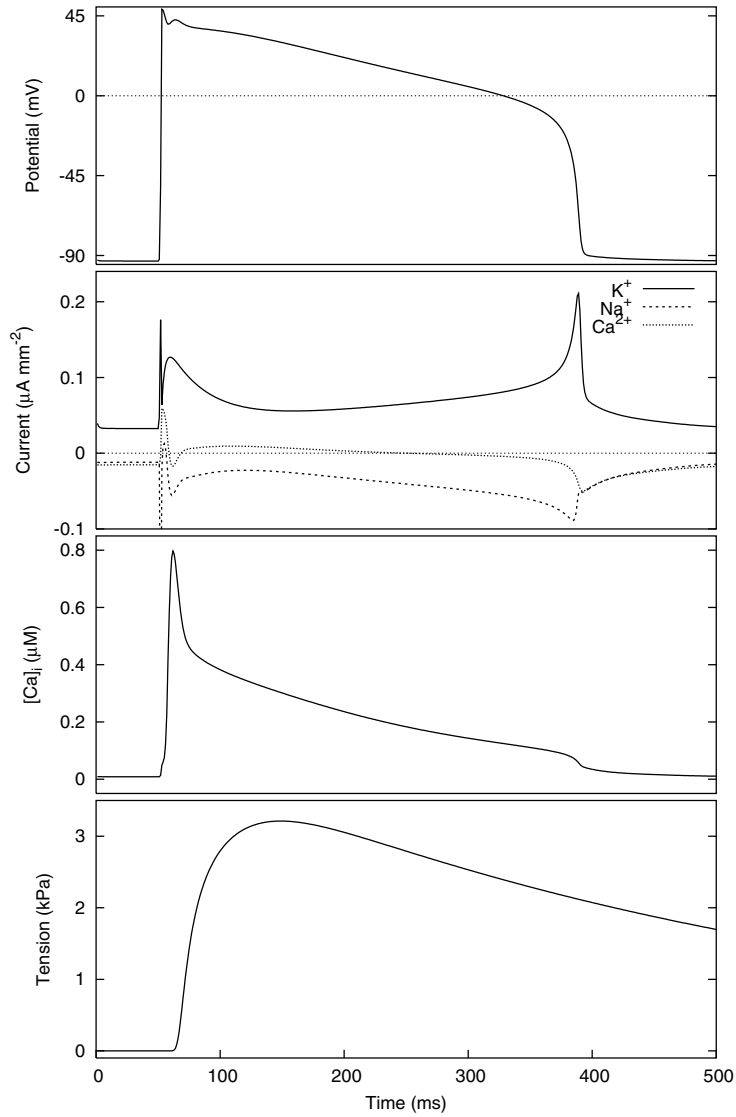 45
0
-45
-90
Potential (mV)
0.2
0.1
0
-0.1
Current (μA mm⁻²)
K⁺
Na⁺
Ca²⁺
0.8
0.6
0.4
0.2
0
[Ca]ᵢ (μM)
3
2
1
0
Tension (kPa)
0 100 200 300 400 500
Time (ms)